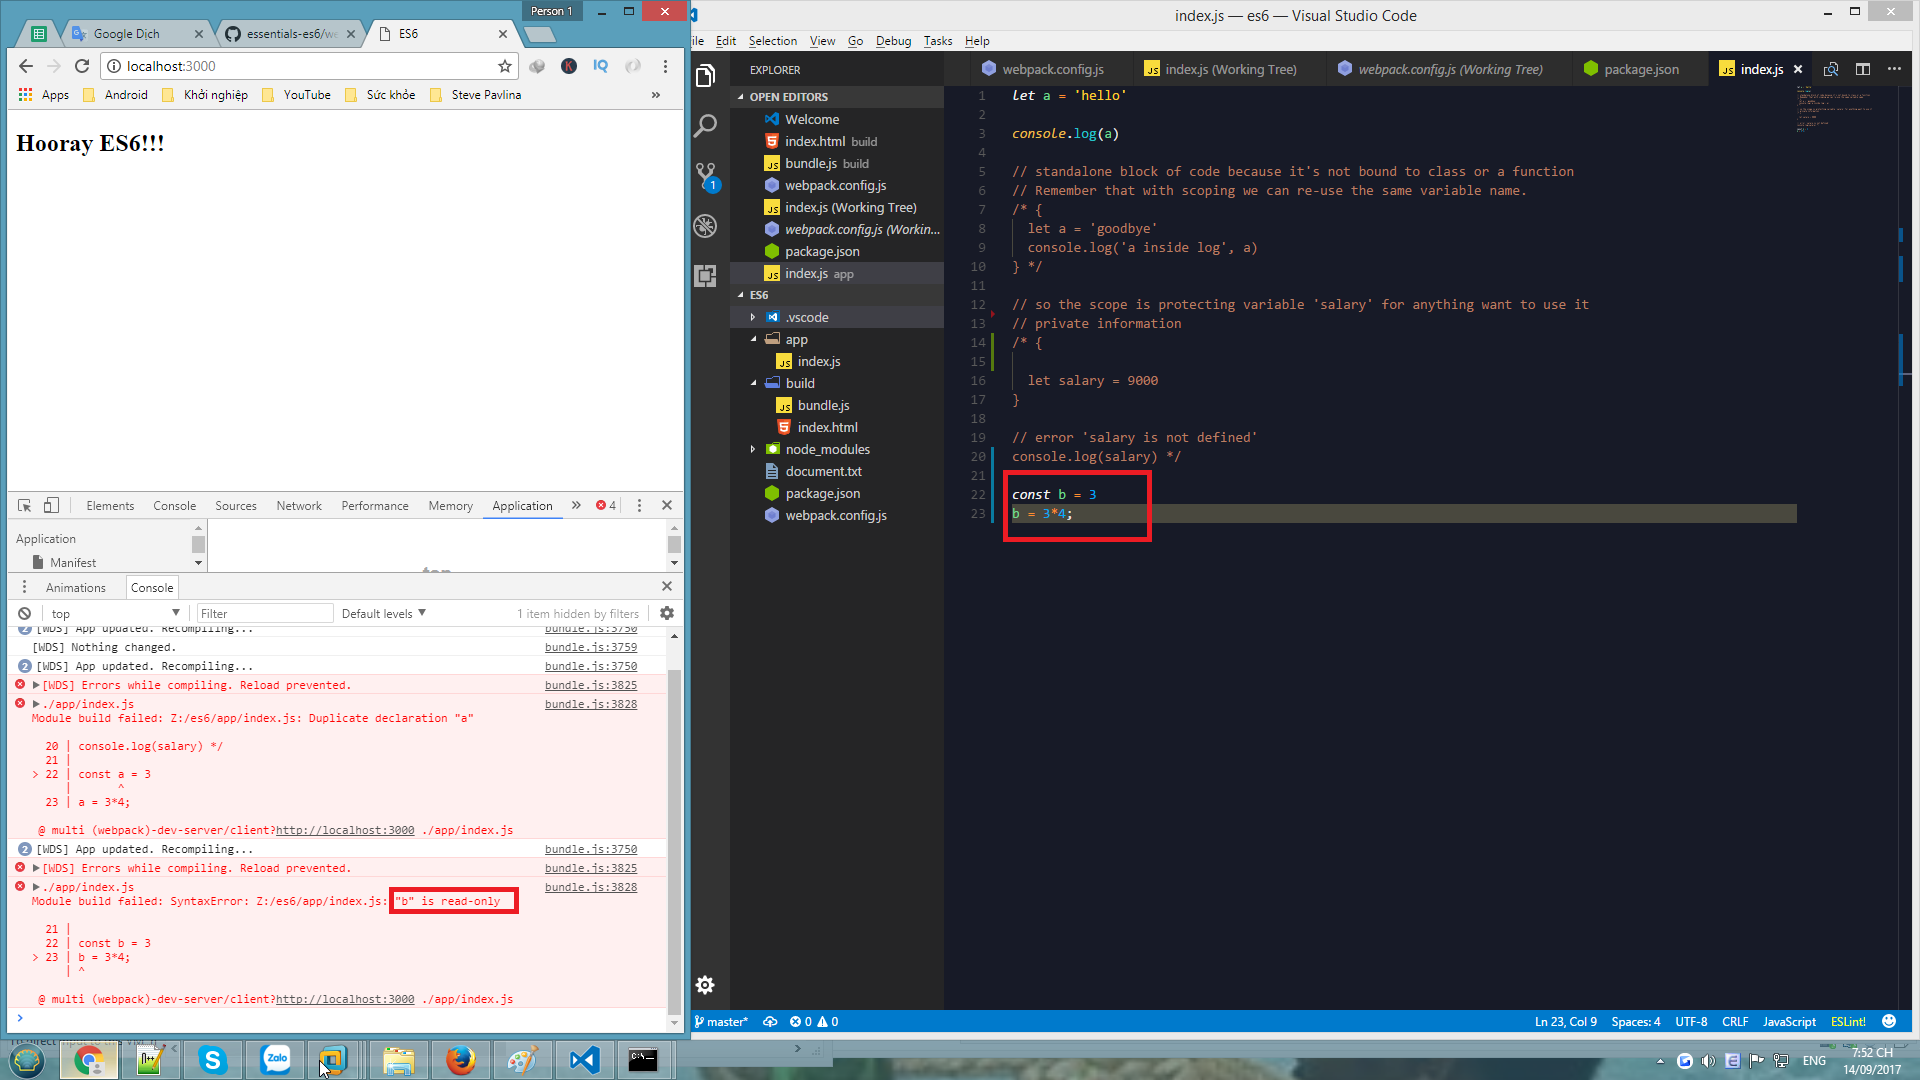 Person 1
Google Dịch
essentials-es6/we
ES6
localhost:3000
Apps
Android
Khởi nghiệp
YouTube
Sức khỏe
Steve Pavlina
»
Hooray ES6!!!
Elements
Console
Sources
Network
Performance
Memory
Application
»
4
Application
Manifest
top
Animations
Console
top
Filter
Default levels
1 item hidden by filters
2 [WDS] App updated. Recompiling... bundle.js:3750
[WDS] Nothing changed. bundle.js:3759
2 [WDS] App updated. Recompiling... bundle.js:3750
[WDS] Errors while compiling. Reload prevented. bundle.js:3825
./app/index.js bundle.js:3828
Module build failed: Z:/es6/app/index.js: Duplicate declaration "a"
20 | console.log(salary) */
21 |
> 22 | const a = 3
| ^
23 | a = 3*4;
@ multi (webpack)-dev-server/client?http://localhost:3000 ./app/index.js
2 [WDS] App updated. Recompiling... bundle.js:3750
[WDS] Errors while compiling. Reload prevented. bundle.js:3825
./app/index.js bundle.js:3828
Module build failed: SyntaxError: Z:/es6/app/index.js: "b" is read-only
21 |
22 | const b = 3
> 23 | b = 3*4;
| ^
@ multi (webpack)-dev-server/client?http://localhost:3000 ./app/index.js
>
index.js — es6 — Visual Studio Code
ile Edit Selection View Go Debug Tasks Help
EXPLORER
OPEN EDITORS
Welcome
index.html build
bundle.js build
webpack.config.js
index.js (Working Tree)
webpack.config.js (Workin...
package.json
index.js app
ES6
.vscode
app
index.js
build
bundle.js
index.html
node_modules
document.txt
package.json
webpack.config.js
1
webpack.config.js
index.js (Working Tree)
webpack.config.js (Working Tree)
package.json
index.js
1 let a = 'hello'
2
3 console.log(a)
4
5 // standalone block of code because it's not bound to class or a function
6 // Remember that with scoping we can re-use the same variable name.
7 /* {
8 let a = 'goodbye'
9 console.log('a inside log', a)
10 } */
11
12 // so the scope is protecting variable 'salary' for anything want to use it
13 // private information
14 /* {
15
16 let salary = 9000
17 }
18
19 // error 'salary is not defined'
20 console.log(salary) */
21
22 const b = 3
23 b = 3*4;
master*
0 0
Ln 23, Col 9
Spaces: 4
UTF-8
CRLF
JavaScript
ESLint!
Zalo
C:\
ENG
7:52 CH
14/09/2017